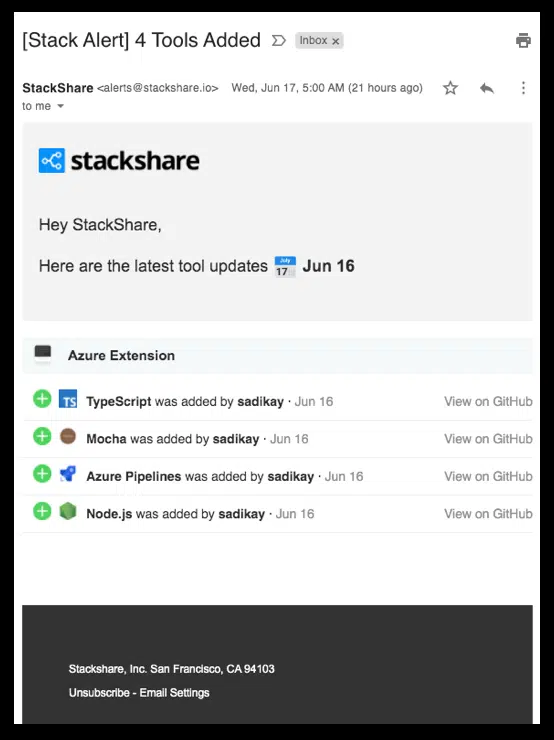 [Stack Alert] 4 Tools Added Inbox x
StackShare <alerts@stackshare.io> Wed, Jun 17, 5:00 AM (21 hours ago)
to me
stackshare
Hey StackShare,
Here are the latest tool updates July 17 Jun 16
Azure Extension
TS TypeScript was added by sadikay · Jun 16 View on GitHub
Mocha was added by sadikay · Jun 16 View on GitHub
Azure Pipelines was added by sadikay · Jun 16 View on GitHub
Node.js was added by sadikay · Jun 16 View on GitHub
Stackshare, Inc. San Francisco, CA 94103
Unsubscribe - Email Settings